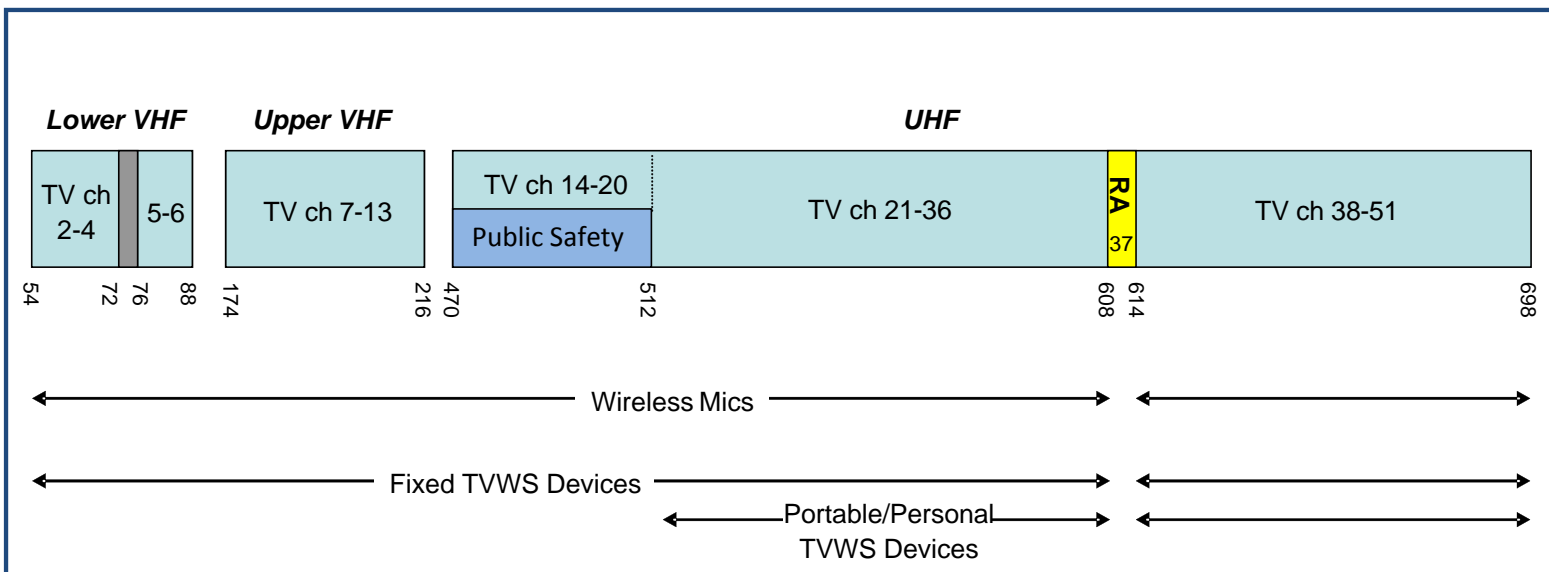 Lower VHF
Upper VHF
UHF
TV ch
2-4
5-6
TV ch 7-13
TV ch 14-20
Public Safety
TV ch 21-36
RA
37
TV ch 38-51
54
72
76
88
174
216
470
512
608
614
698
Wireless Mics
Fixed TVWS Devices
Portable/Personal
TVWS Devices